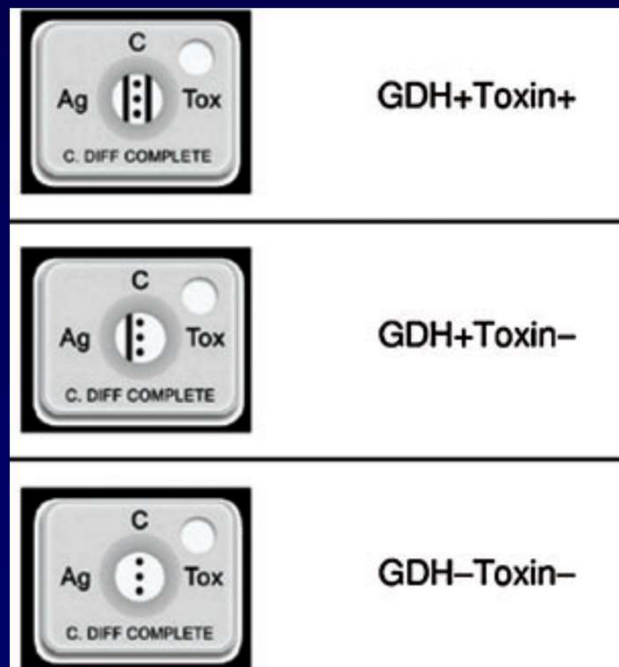 C
Ag Tox
C. DIFF COMPLETE
GDH+Toxin+
C
Ag Tox
C. DIFF COMPLETE
GDH+Toxin–
C
Ag Tox
C. DIFF COMPLETE
GDH–Toxin–